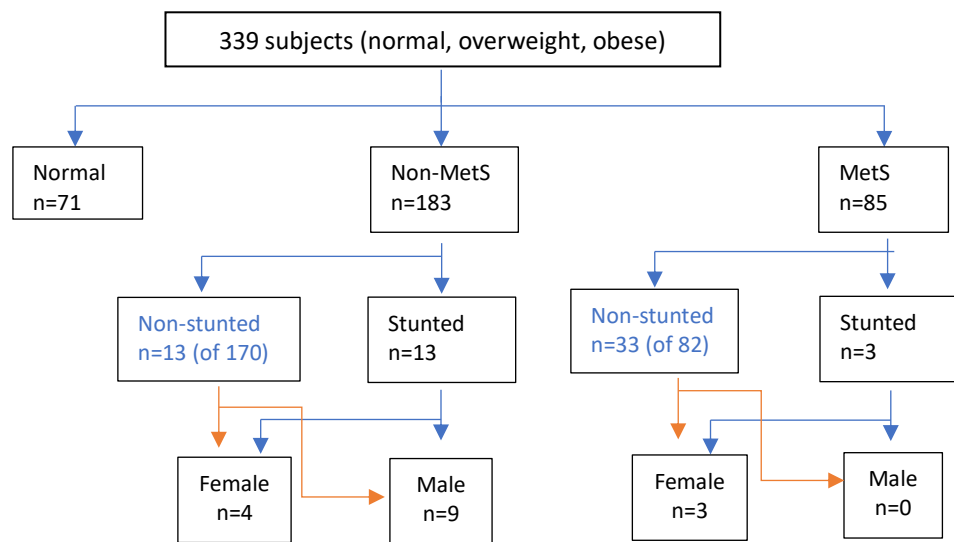 339 subjects (normal, overweight, obese)
Normal
n=71
Non-MetS
n=183
MetS
n=85
Non-stunted
n=13 (of 170)
Stunted
n=13
Non-stunted
n=33 (of 82)
Stunted
n=3
Female
n=4
Male
n=9
Female
n=3
Male
n=0